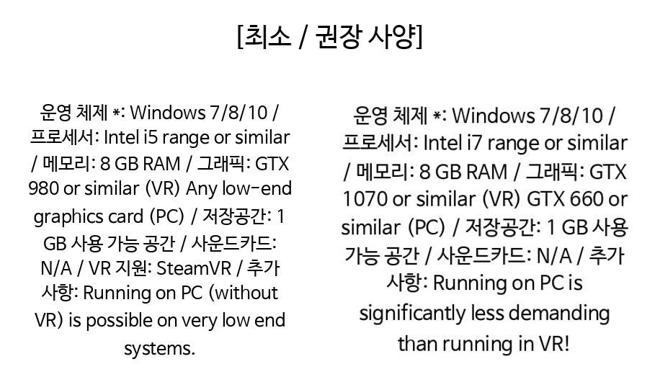 [최소 / 권장 사양]
운영 체제 *: Windows 7/8/10 /
프로세서: Intel i5 range or similar
/ 메모리: 8 GB RAM / 그래픽: GTX
980 or similar (VR) Any low-end
graphics card (PC) / 저장공간: 1
GB 사용 가능 공간 / 사운드카드:
N/A / VR 지원: SteamVR / 추가
사항: Running on PC (without
VR) is possible on very low end
systems.
운영 체제 *: Windows 7/8/10 /
프로세서: Intel i7 range or similar
/ 메모리: 8 GB RAM / 그래픽: GTX
1070 or similar (VR) GTX 660 or
similar (PC) / 저장공간: 1 GB 사용
가능 공간 / 사운드카드: N/A / 추가
사항: Running on PC is
significantly less demanding
than running in VR!